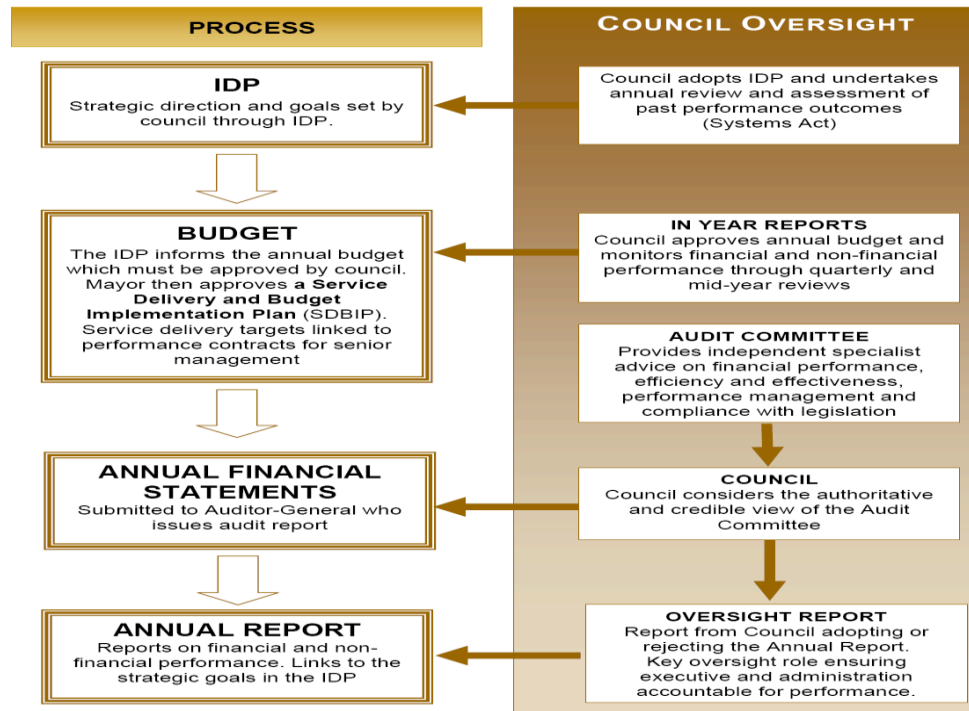 PROCESS
IDP
Strategic direction and goals set by
council through IDP.
BUDGET
The IDP informs the annual budget
which must be approved by council.
Mayor then approves a Service
Delivery and Budget
Implementation Plan (SDBIP).
Service delivery targets linked to
performance contracts for senior
management
ANNUAL FINANCIAL
STATEMENTS
Submitted to Auditor-General who
issues audit report
ANNUAL REPORT
Reports on financial and non-
financial performance. Links to the
strategic goals in the IDP
COUNCIL OVERSIGHT
Council adopts IDP and undertakes
annual review and assessment of
past performance outcomes
(Systems Act)
IN YEAR REPORTS
Council approves annual budget and
monitors financial and non-financial
performance through quarterly and
mid-year reviews
AUDIT COMMITTEE
Provides independent specialist
advice on financial performance,
efficiency and effectiveness,
performance management and
compliance with legislation
COUNCIL
Council considers the authoritative
and credible view of the Audit
Committee
OVERSIGHT REPORT
Report from Council adopting or
rejecting the Annual Report.
Key oversight role ensuring
executive and administration
accountable for performance.